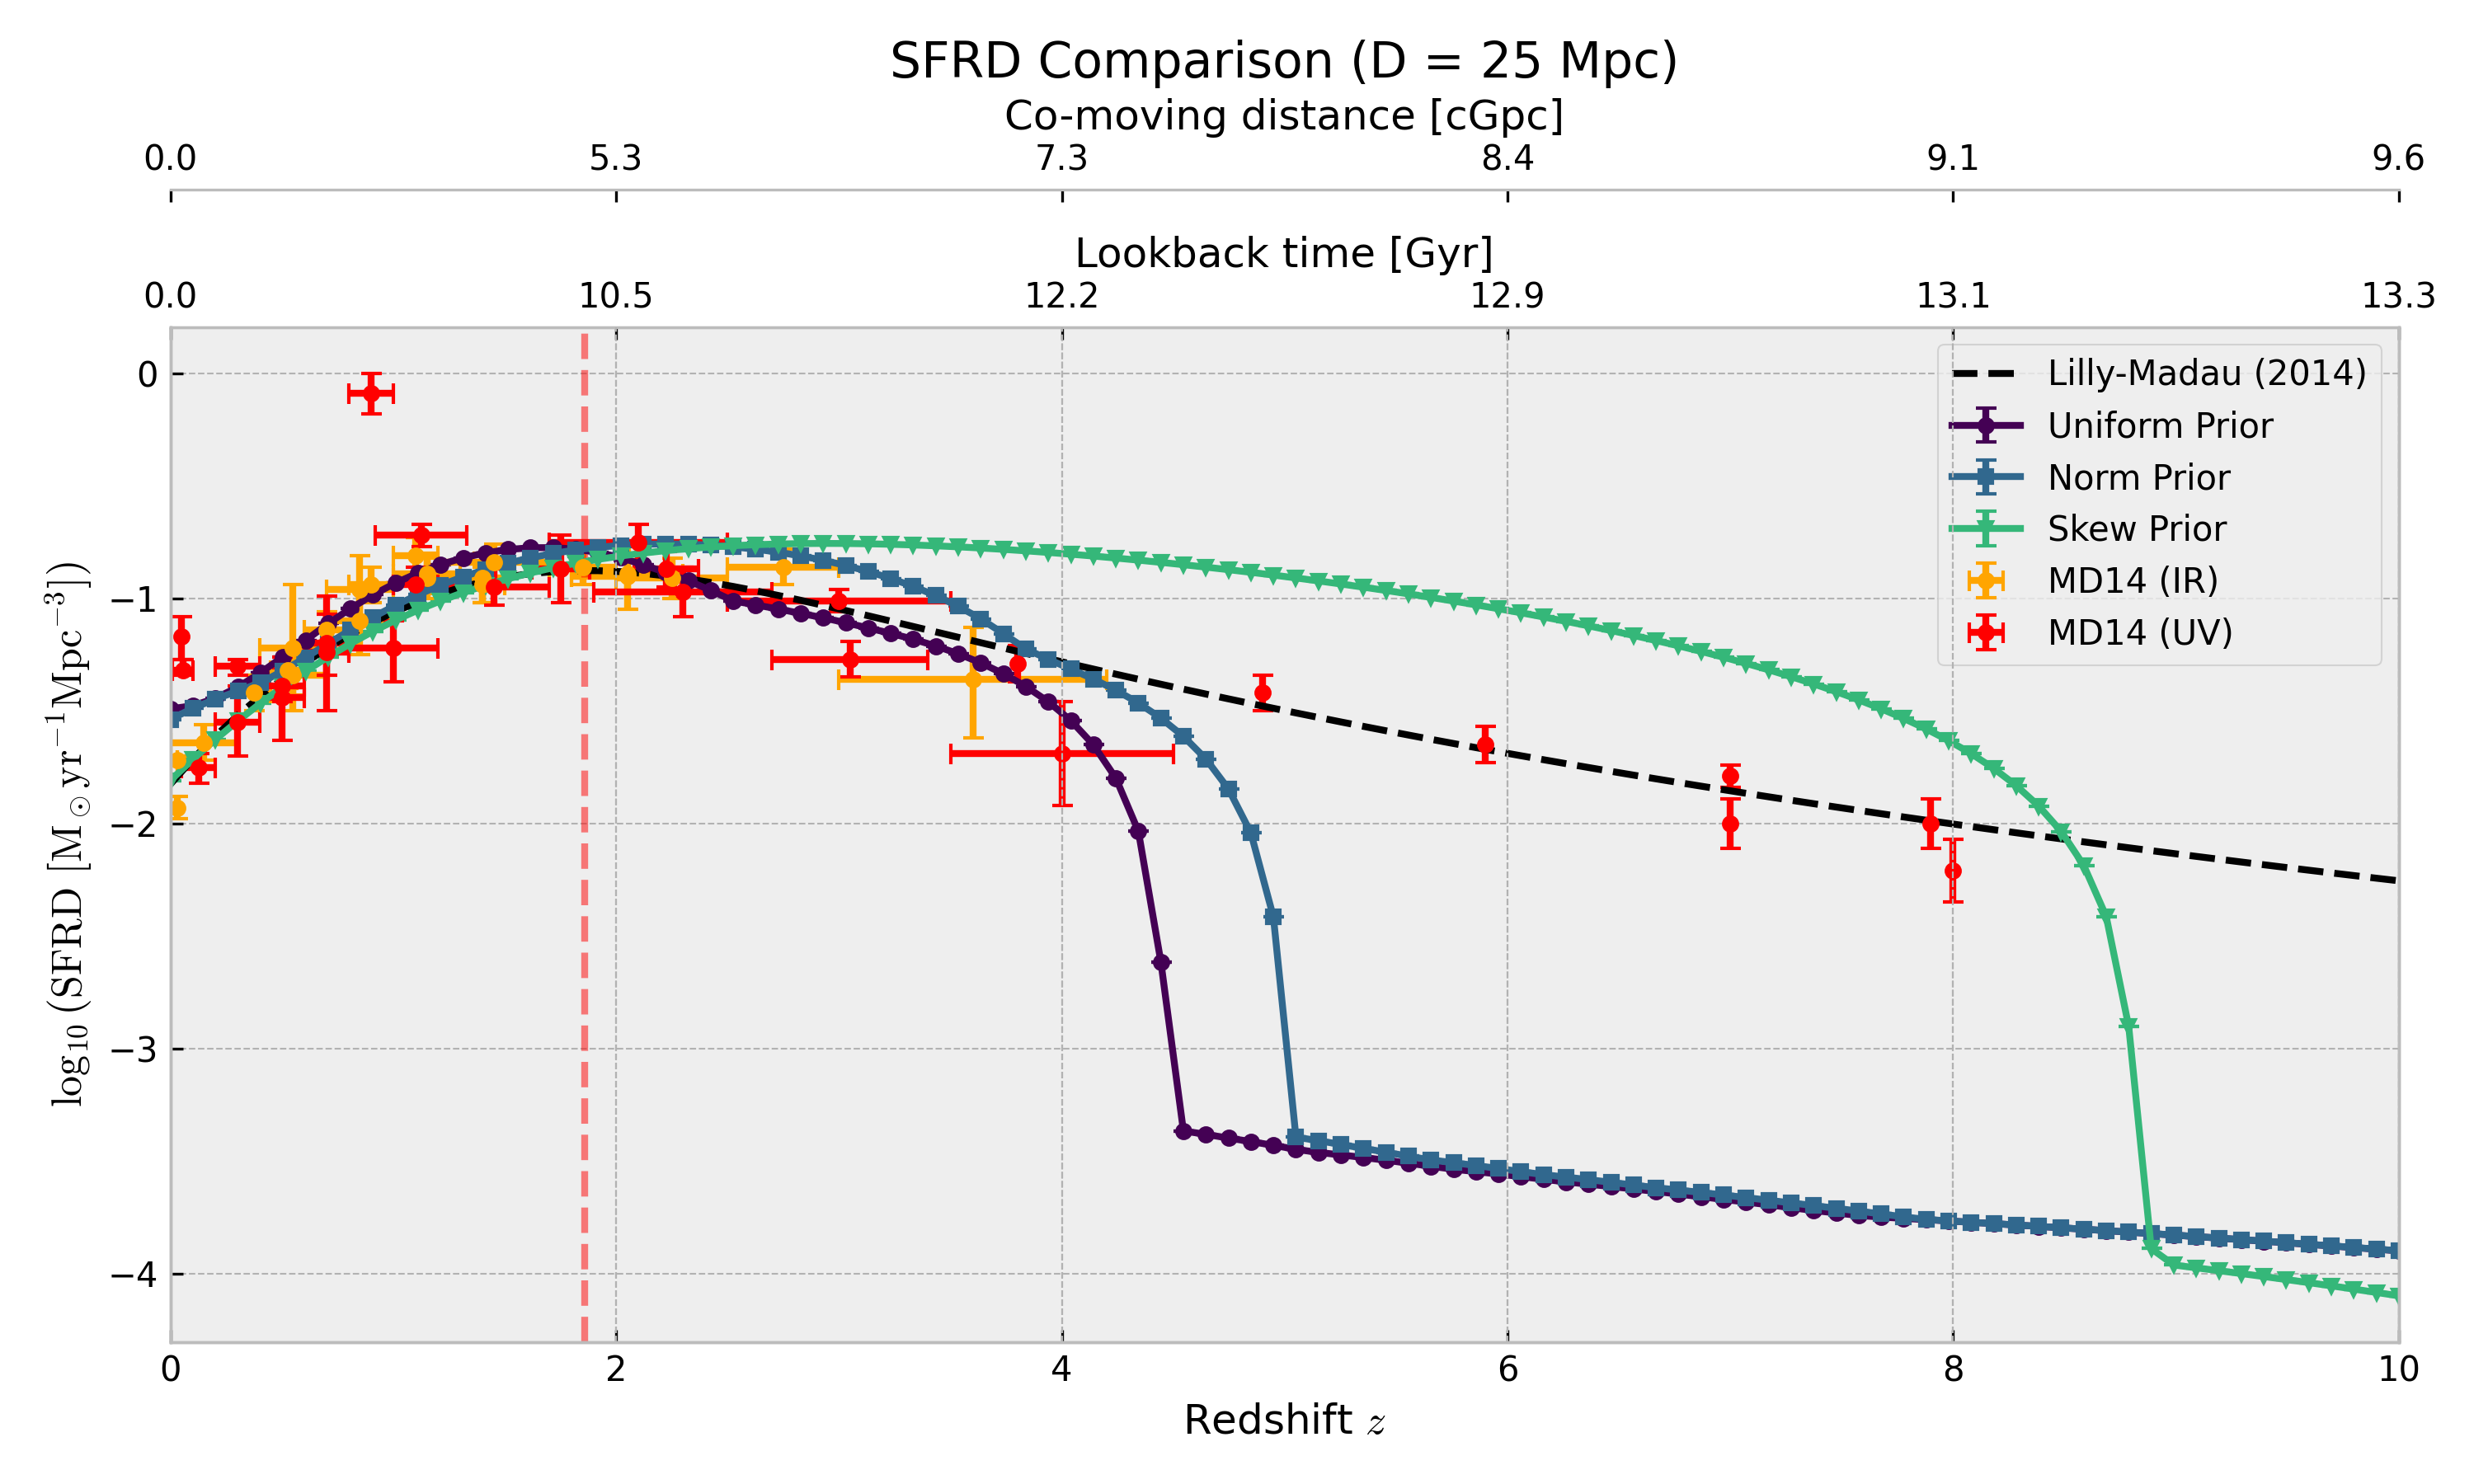 SFRD Comparison (D = 25 Mpc)
Co-moving distance [cGpc]
0.0 5.3 7.3 8.4 9.1 9.6
Lookback time [Gyr]
0.0 10.5 12.2 12.9 13.1 13.3
Lilly-Madau (2014)
Uniform Prior
Norm Prior
Skew Prior
MD14 (IR)
MD14 (UV)
0
−1
−2
−3
−4
log₁₀(SFRD [M⊙yr⁻¹Mpc⁻³])
0 2 4 6 8 10
Redshift z